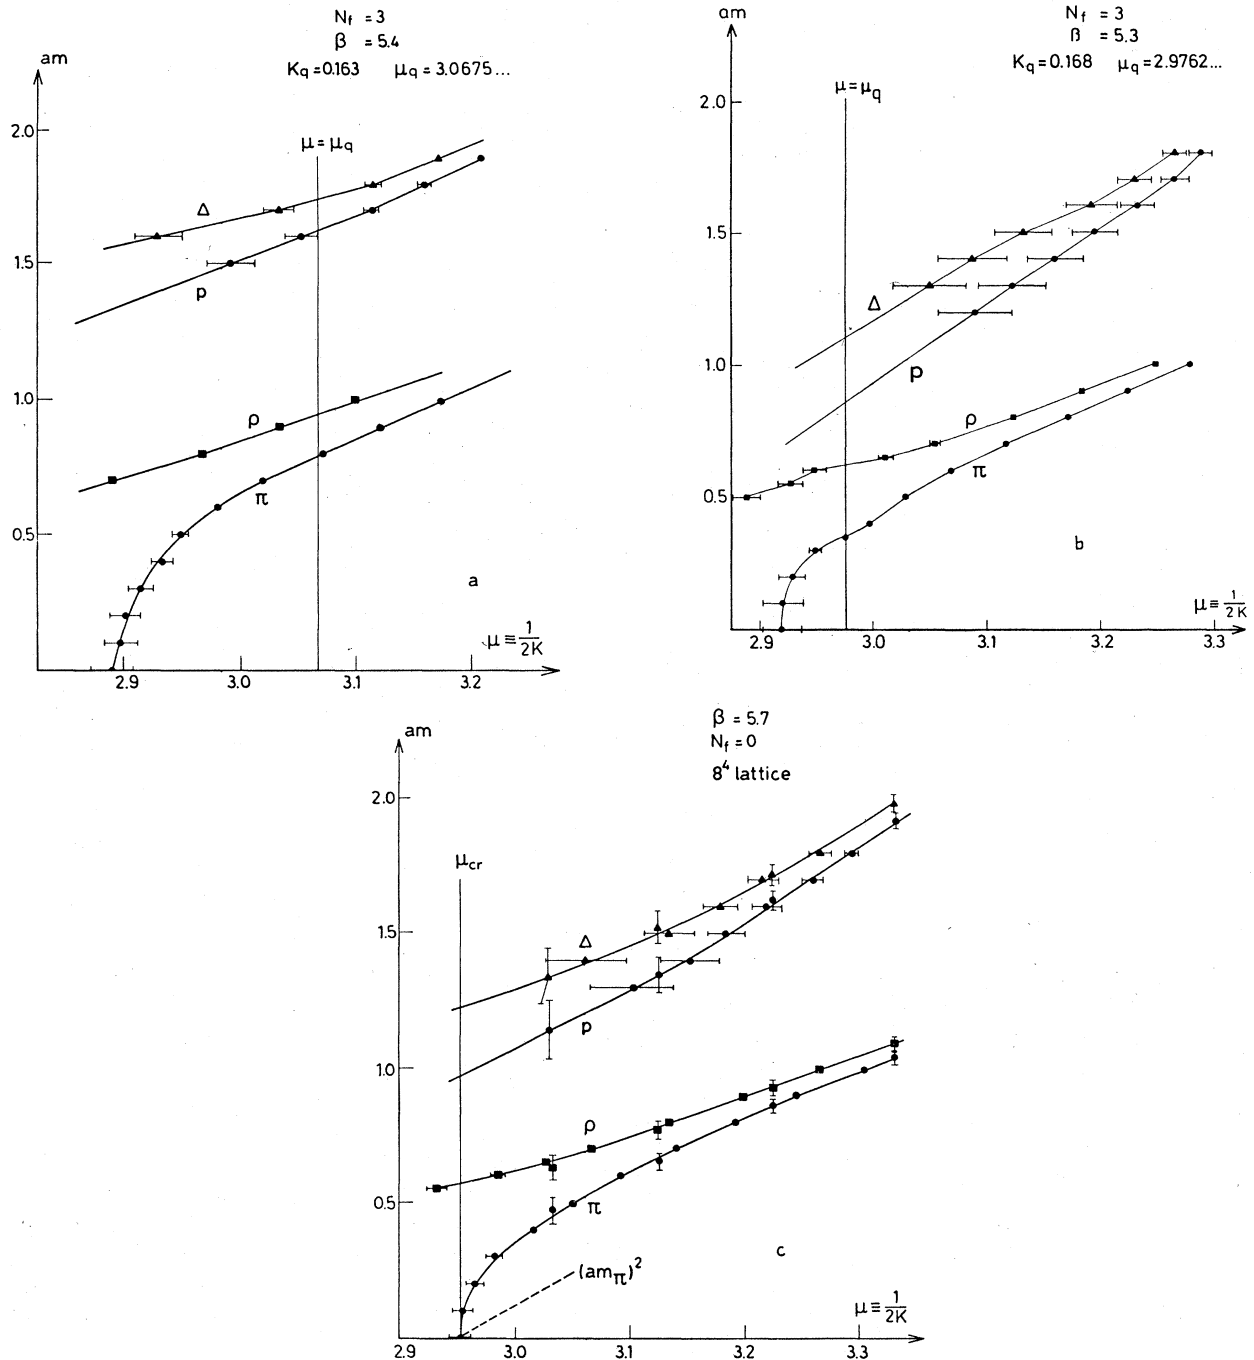 N_f = 3
β = 5.4
K_q = 0.163 μ_q = 3.0675...
am
2.0
1.5
1.0
0.5
μ = μ_q
Δ
p
ρ
π
a
μ ≡ 1/2K
2.9 3.0 3.1 3.2
am
N_f = 3
β = 5.3
K_q = 0.168 μ_q = 2.9762...
2.0
1.5
1.0
0.5
μ = μ_q
Δ
p
ρ
π
b
μ ≡ 1/2K
2.9 3.0 3.1 3.2 3.3
β = 5.7
N_f = 0
8⁴ lattice
am
2.0
1.5
1.0
0.5
μ_cr
Δ
p
ρ
π
(am_π)²
c
μ ≡ 1/2K
2.9 3.0 3.1 3.2 3.3